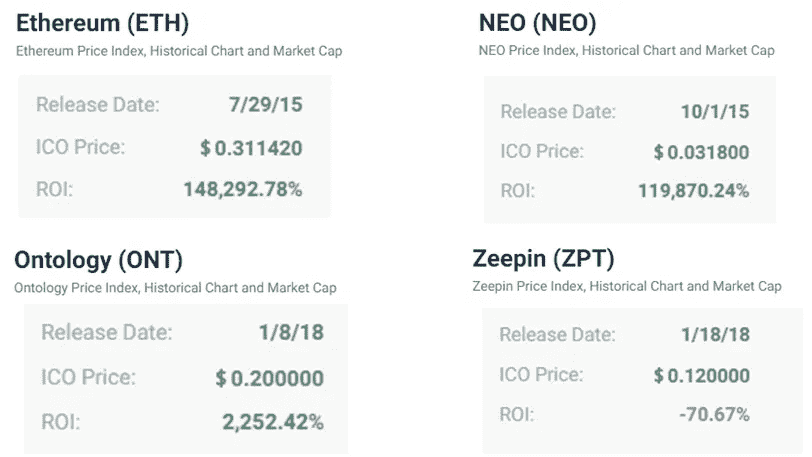 Ethereum (ETH)
Ethereum Price Index, Historical Chart and Market Cap
Release Date: 7/29/15
ICO Price: $ 0.311420
ROI: 148,292.78%
NEO (NEO)
NEO Price Index, Historical Chart and Market Cap
Release Date: 10/1/15
ICO Price: $ 0.031800
ROI: 119,870.24%
Ontology (ONT)
Ontology Price Index, Historical Chart and Market Cap
Release Date: 1/8/18
ICO Price: $ 0.200000
ROI: 2,252.42%
Zeepin (ZPT)
Zeepin Price Index, Historical Chart and Market Cap
Release Date: 1/18/18
ICO Price: $ 0.120000
ROI: -70.67%